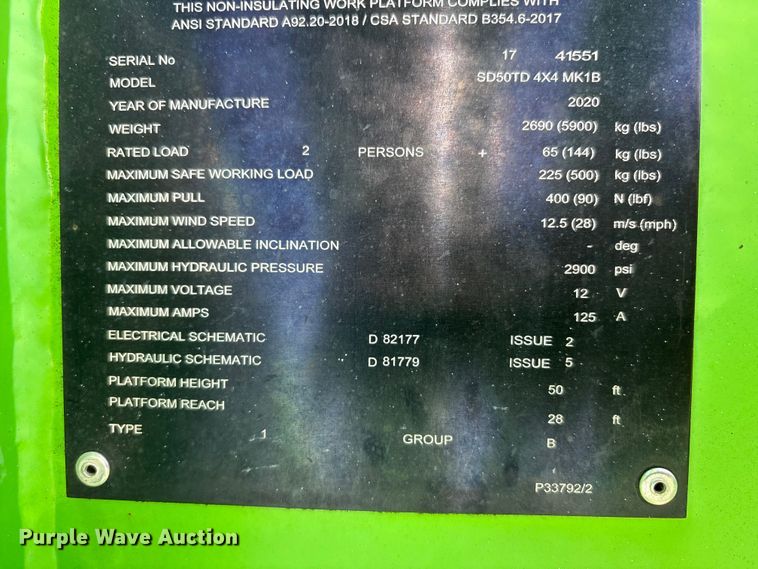 THIS NON-INSULATING WORK PLATFORM COMPLIES WITH
ANSI STANDARD A92.20-2018 / CSA STANDARD B354.6-2017
SERIAL No 17 41551
MODEL SD50TD 4X4 MK1B
YEAR OF MANUFACTURE 2020
WEIGHT 2690 (5900) kg (lbs)
RATED LOAD 2 PERSONS + 65 (144) kg (lbs)
MAXIMUM SAFE WORKING LOAD 225 (500) kg (lbs)
MAXIMUM PULL 400 (90) N (lbf)
MAXIMUM WIND SPEED 12.5 (28) m/s (mph)
MAXIMUM ALLOWABLE INCLINATION - deg
MAXIMUM HYDRAULIC PRESSURE 2900 psi
MAXIMUM VOLTAGE 12 V
MAXIMUM AMPS 125 A
ELECTRICAL SCHEMATIC D 82177 ISSUE 2
HYDRAULIC SCHEMATIC D 81779 ISSUE 5
PLATFORM HEIGHT 50 ft
PLATFORM REACH 28 ft
TYPE 1 GROUP B
P33792/2
Purple Wave Auction